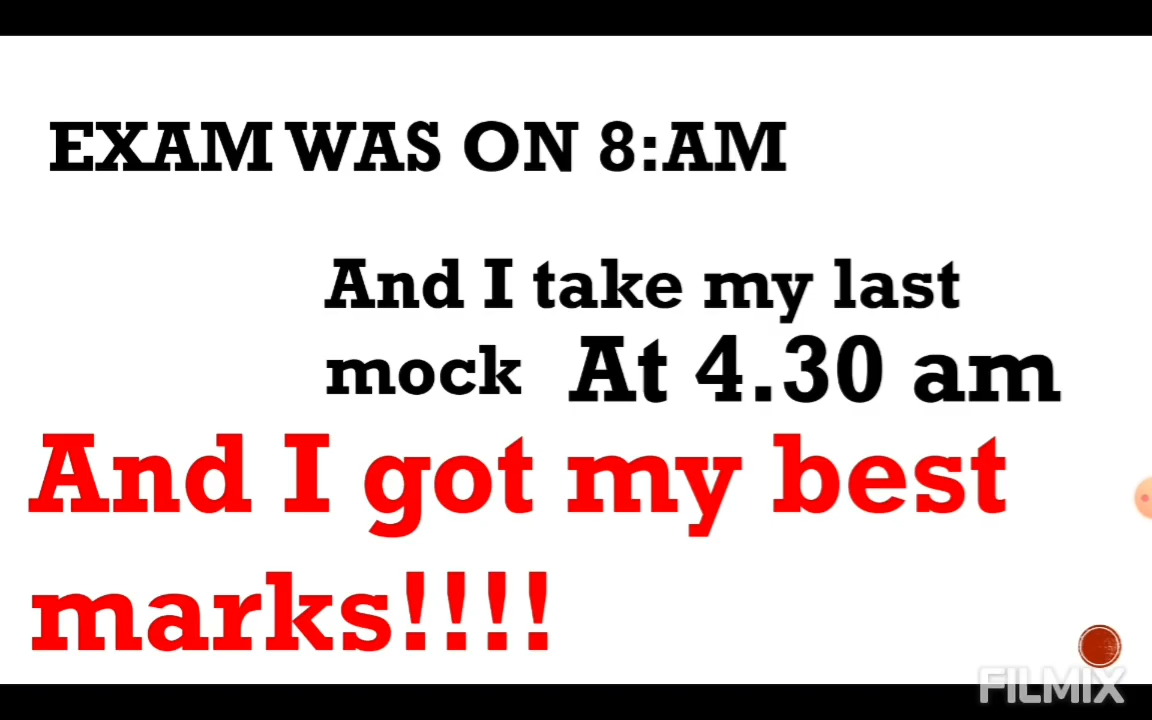 EXAM WAS ON 8:AM
And I take my last
mock At 4.30 am
And I got my best
marks!!!!
FILMIX